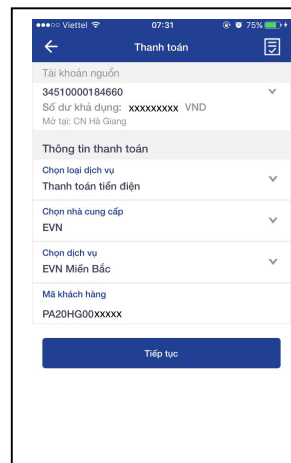 Viettel 07:31 75%
Thanh toán
Tài khoản nguồn
34510000184660
Số dư khả dụng: xxxxxxxxx VND
Mở tại: CN Hà Giang
Thông tin thanh toán
Chọn loại dịch vụ
Thanh toán tiền điện
Chọn nhà cung cấp
EVN
Chọn dịch vụ
EVN Miền Bắc
Mã khách hàng
PA20HG00xxxxx
Tiếp tục